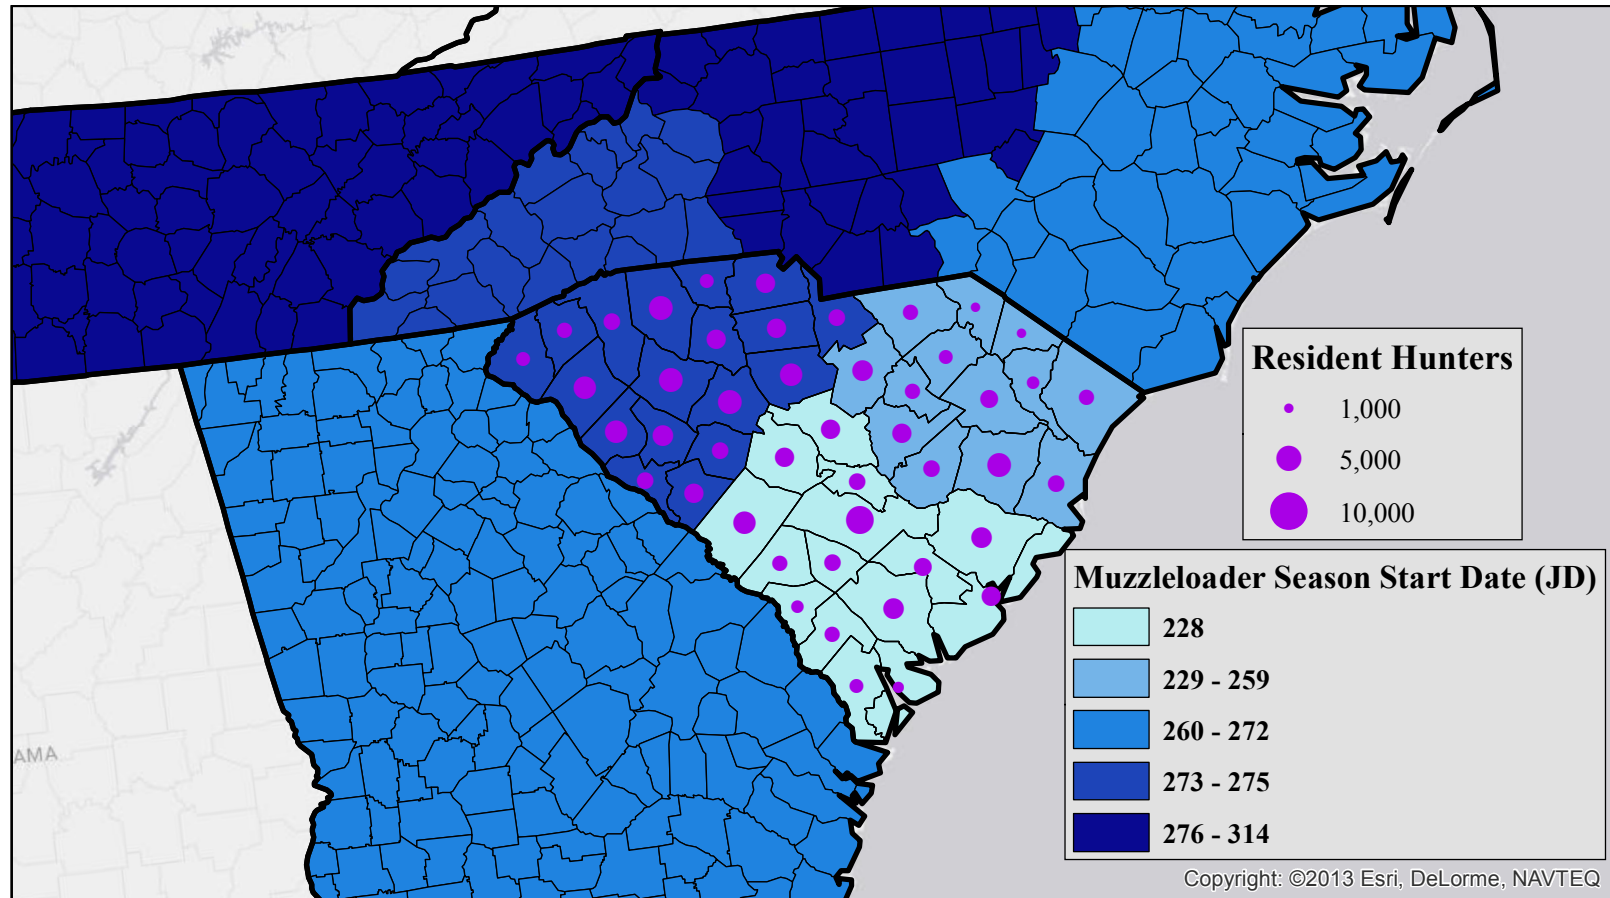 Resident Hunters
1,000
5,000
10,000
Muzzleloader Season Start Date (JD)
228
229 - 259
260 - 272
273 - 275
276 - 314
AMA
Copyright: ©2013 Esri, DeLorme, NAVTEQ